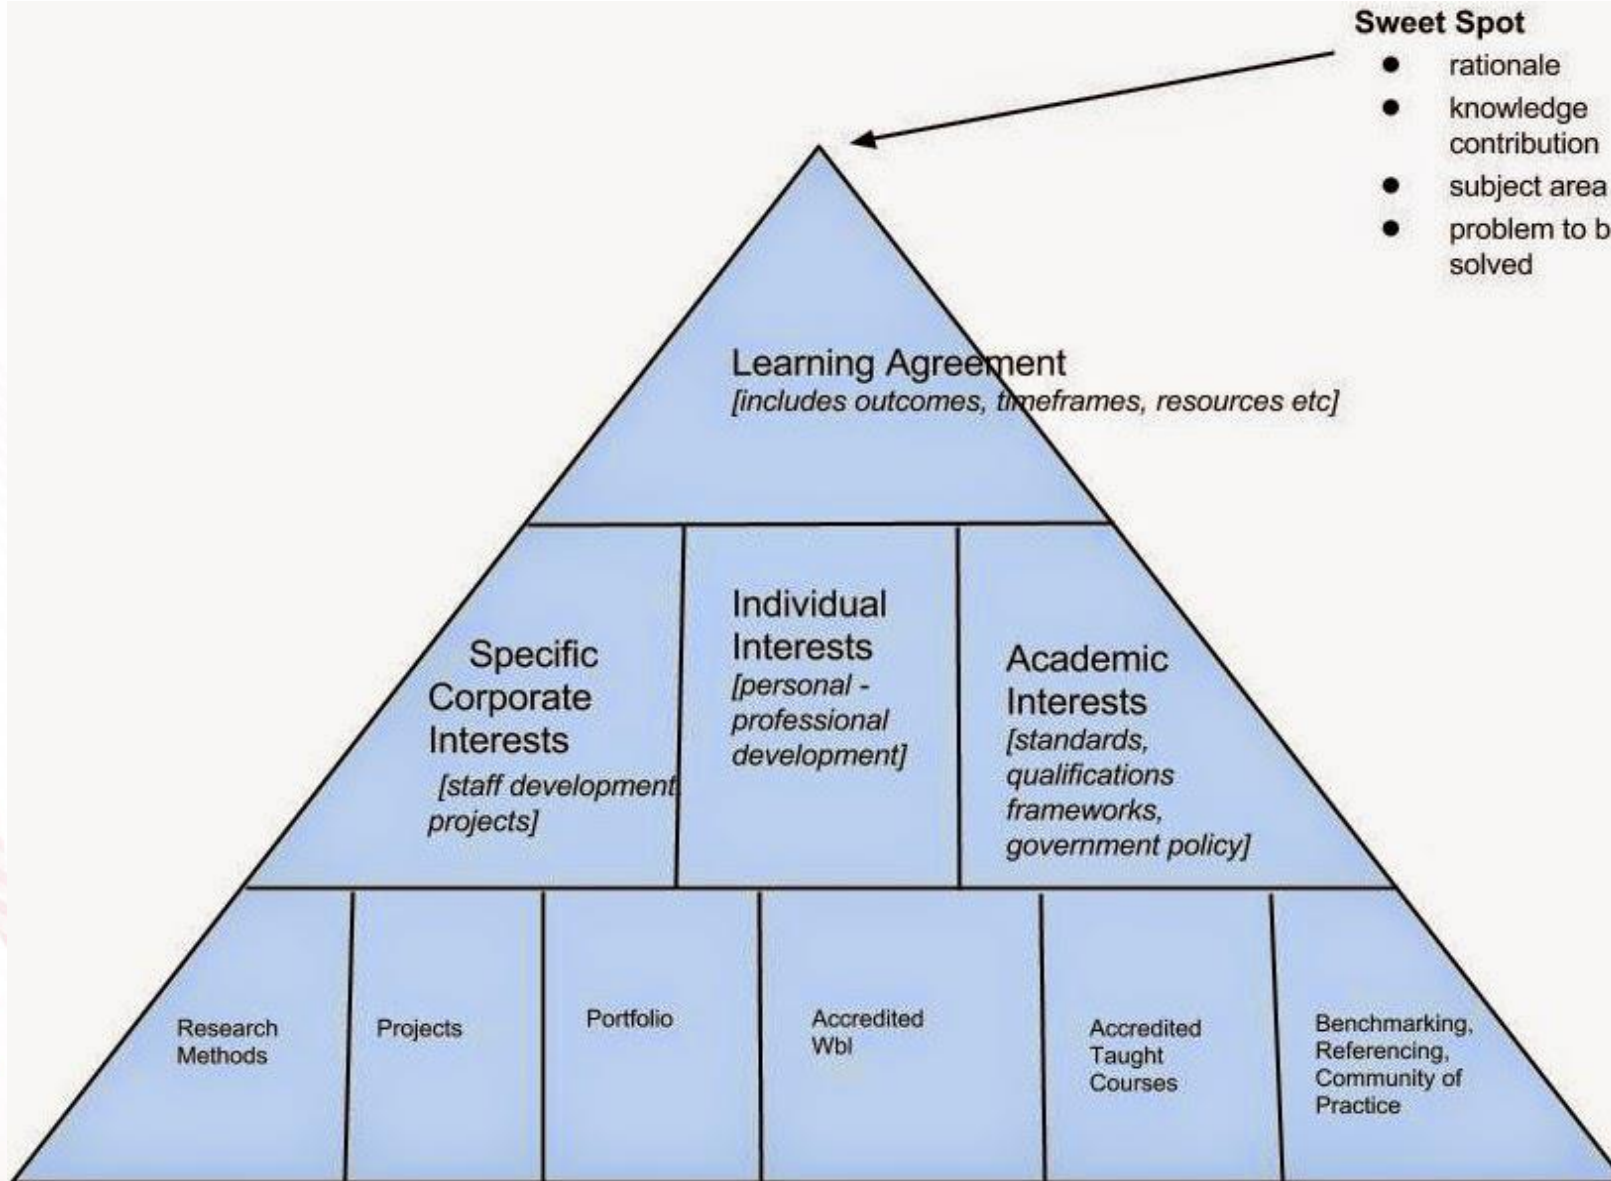 Sweet Spot
● rationale
● knowledge
contribution
● subject area
● problem to b
solved
Learning Agreement
[includes outcomes, timeframes, resources etc]
Specific
Corporate
Interests
[staff development
projects]
Individual
Interests
[personal -
professional
development]
Academic
Interests
[standards,
qualifications
frameworks,
government policy]
Research
Methods
Projects
Portfolio
Accredited
Wbl
Accredited
Taught
Courses
Benchmarking,
Referencing,
Community of
Practice